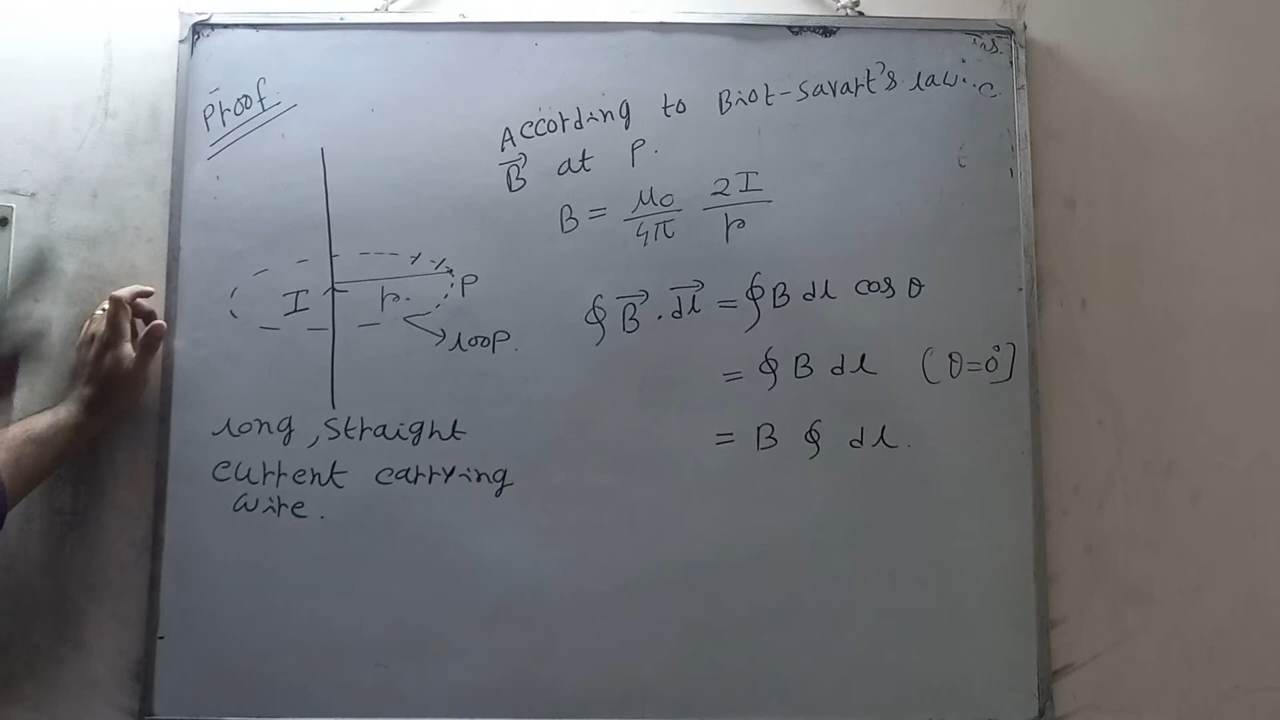 Proof
According to Biot-Savart's law.
B⃗ at P.
B = μ₀/4π 2I/r
∮ B⃗ . dl⃗ = ∮ B dl cos θ
= ∮ B dl (θ=0°]
= B ∮ dl.
I
r.
P
loop.
long, straight
current carrying
wire.